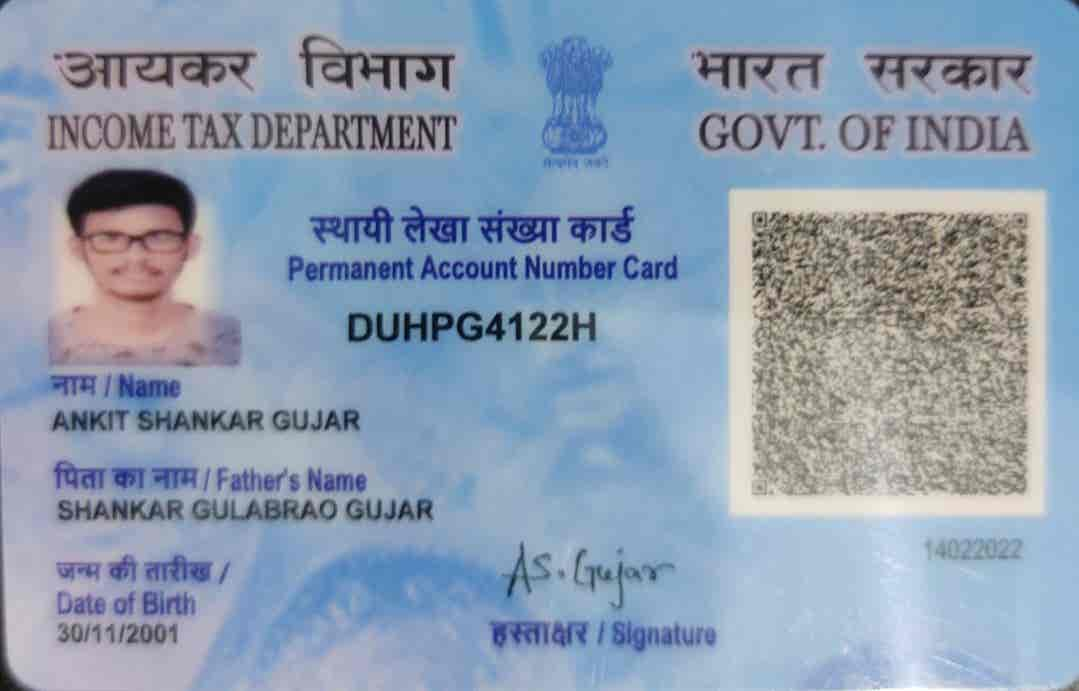 आयकर विभाग
INCOME TAX DEPARTMENT
भारत सरकार
GOVT. OF INDIA
सत्यमेव जयते
स्थायी लेखा संख्या कार्ड
Permanent Account Number Card
DUHPG4122H
नाम / Name
ANKIT SHANKAR GUJAR
पिता का नाम / Father's Name
SHANKAR GULABRAO GUJAR
जन्म की तारीख /
Date of Birth
30/11/2001
A.S. Gujar
हस्ताक्षर / Signature
14022022